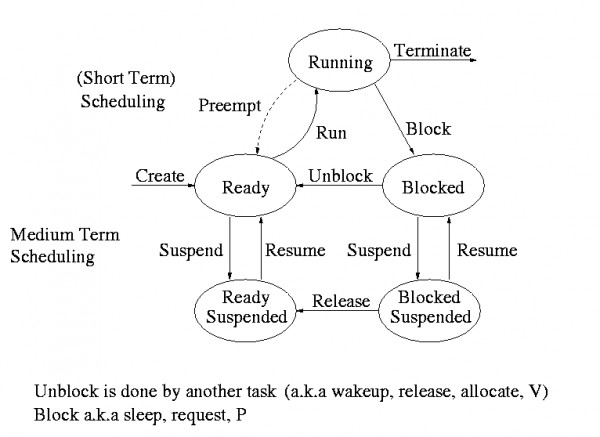 Terminate
Running
(Short Term)
Scheduling
Preempt
Run
Block
Create
Ready
Unblock
Blocked
Medium Term
Scheduling
Suspend
Resume
Suspend
Resume
Ready
Suspended
Release
Blocked
Suspended
Unblock is done by another task (a.k.a wakeup, release, allocate, V)
Block a.k.a sleep, request, P